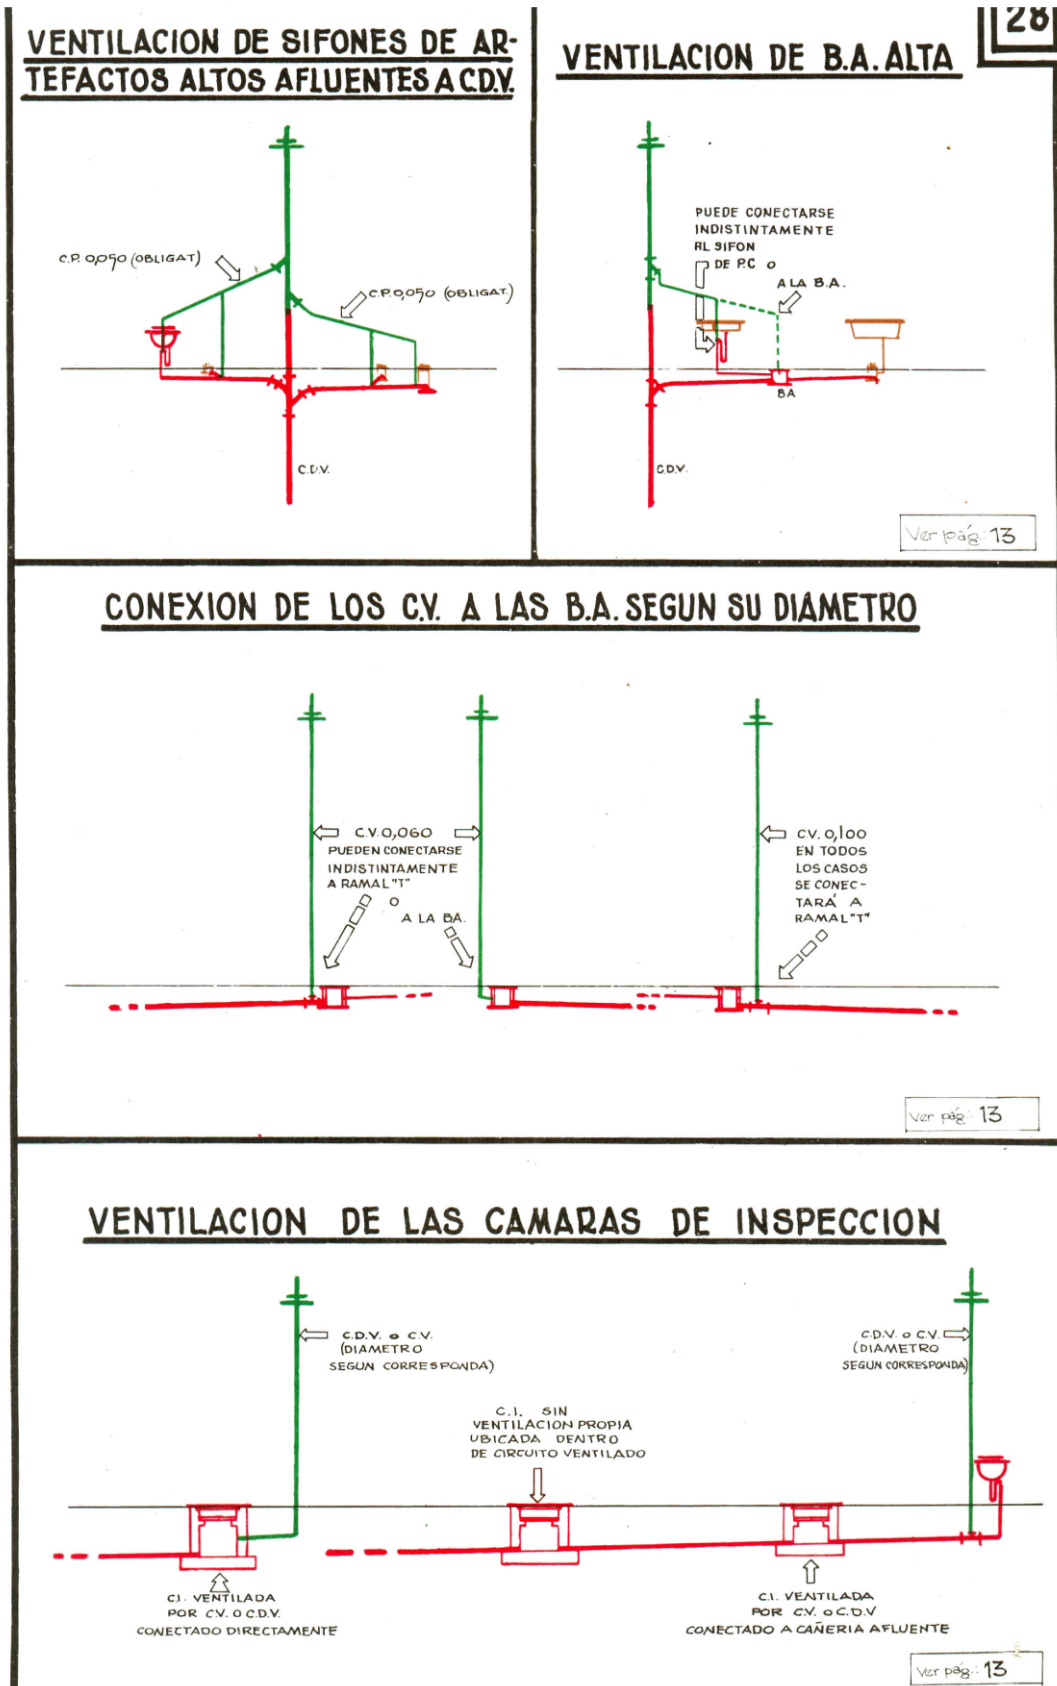 28
VENTILACION DE SIFONES DE AR-
TEFACTOS ALTOS AFLUENTES A C.D.V.
C.P. 0,050 (OBLIGAT)
C.P. 0,050 (OBLIGAT.)
C.D.V.
VENTILACION DE B.A. ALTA
PUEDE CONECTARSE
INDISTINTAMENTE
AL SIFON
DE P.C o
A LA B.A.
BA
C.D.V.
Ver pág: 13
CONEXION DE LOS C.V. A LAS B.A. SEGUN SU DIAMETRO
C.V. 0,060
PUEDEN CONECTARSE
INDISTINTAMENTE
A RAMAL "T"
O
A LA BA.
CV. 0,100
EN TODOS
LOS CASOS
SE CONEC-
TARÁ A
RAMAL "T"
Ver pág: 13
VENTILACION DE LAS CAMARAS DE INSPECCION
C.D.V. o C.V.
(DIAMETRO
SEGUN CORRESPONDA)
C.I. SIN
VENTILACION PROPIA
UBICADA DENTRO
DE CIRCUITO VENTILADO
C.D.V. o C.V.
(DIAMETRO
SEGUN CORRESPONDA)
C.I. VENTILADA
POR C.V. O C.D.V.
CONECTADO DIRECTAMENTE
C.I. VENTILADA
POR C.V. o C.D.V
CONECTADO A CAÑERIA AFLUENTE
Ver pág.: 13